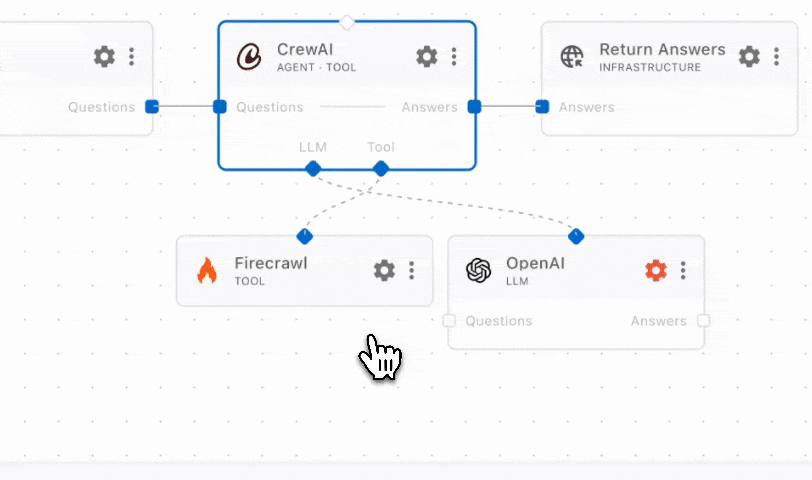 CrewAI
AGENT - TOOL
Return Answers
INFRASTRUCTURE
Questions
Questions
Answers
Answers
LLM
Tool
Firecrawl
TOOL
OpenAI
LLM
Questions
Answers